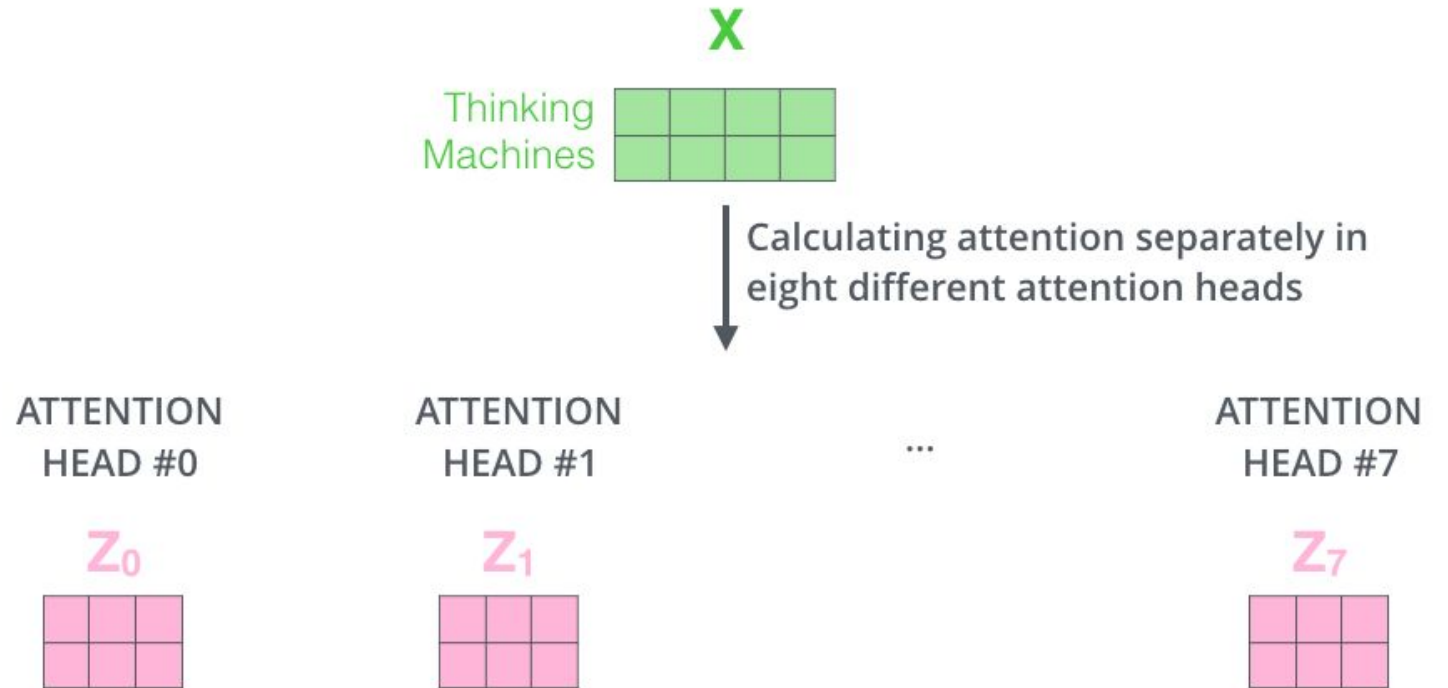 X
Thinking
Machines
Calculating attention separately in
eight different attention heads
ATTENTION
HEAD #0
ATTENTION
HEAD #1
...
ATTENTION
HEAD #7
Z0
Z1
Z7